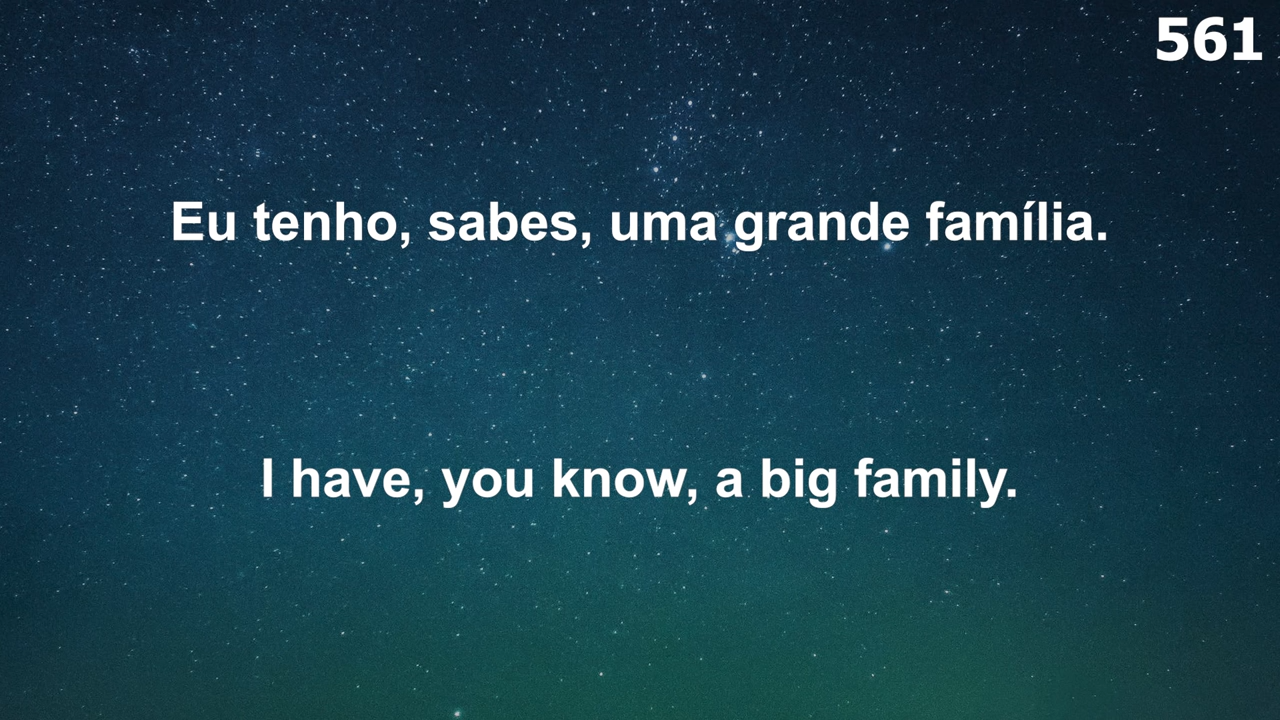 561
Eu tenho, sabes, uma grande família.
I have, you know, a big family.